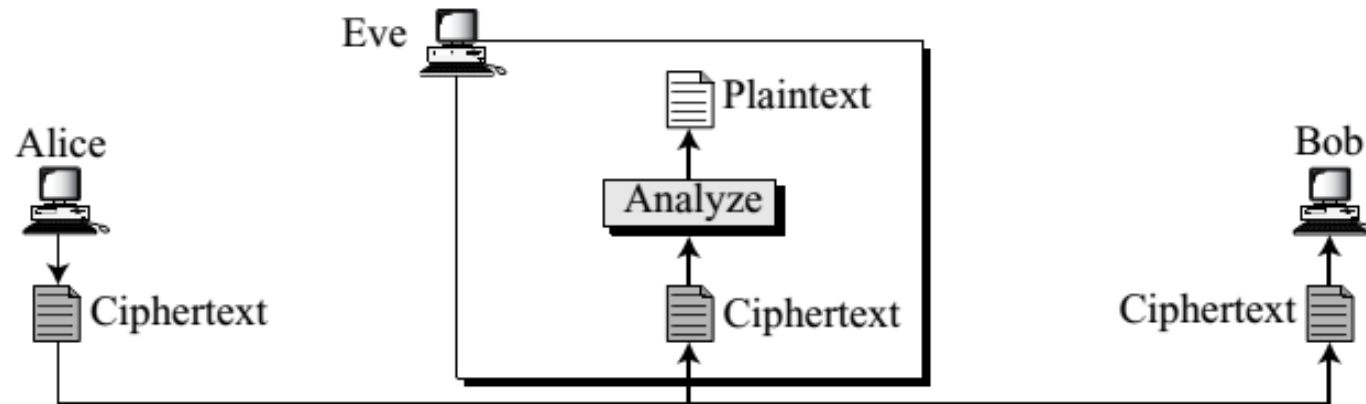 Eve
Plaintext
Alice
Bob
Analyze
Ciphertext
Ciphertext
Ciphertext